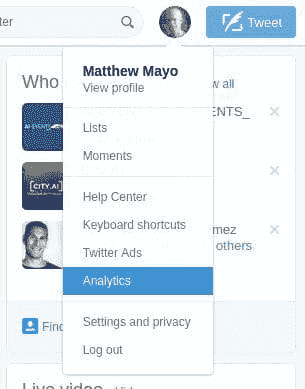 ter
Tweet
Matthew Mayo
View profile
Who
w all
ENTS_
Lists
Moments
[CITY.AI]
Help Center
Keyboard shortcuts
mez
others
Twitter Ads
Analytics
Settings and privacy
Find
Log out
Live video